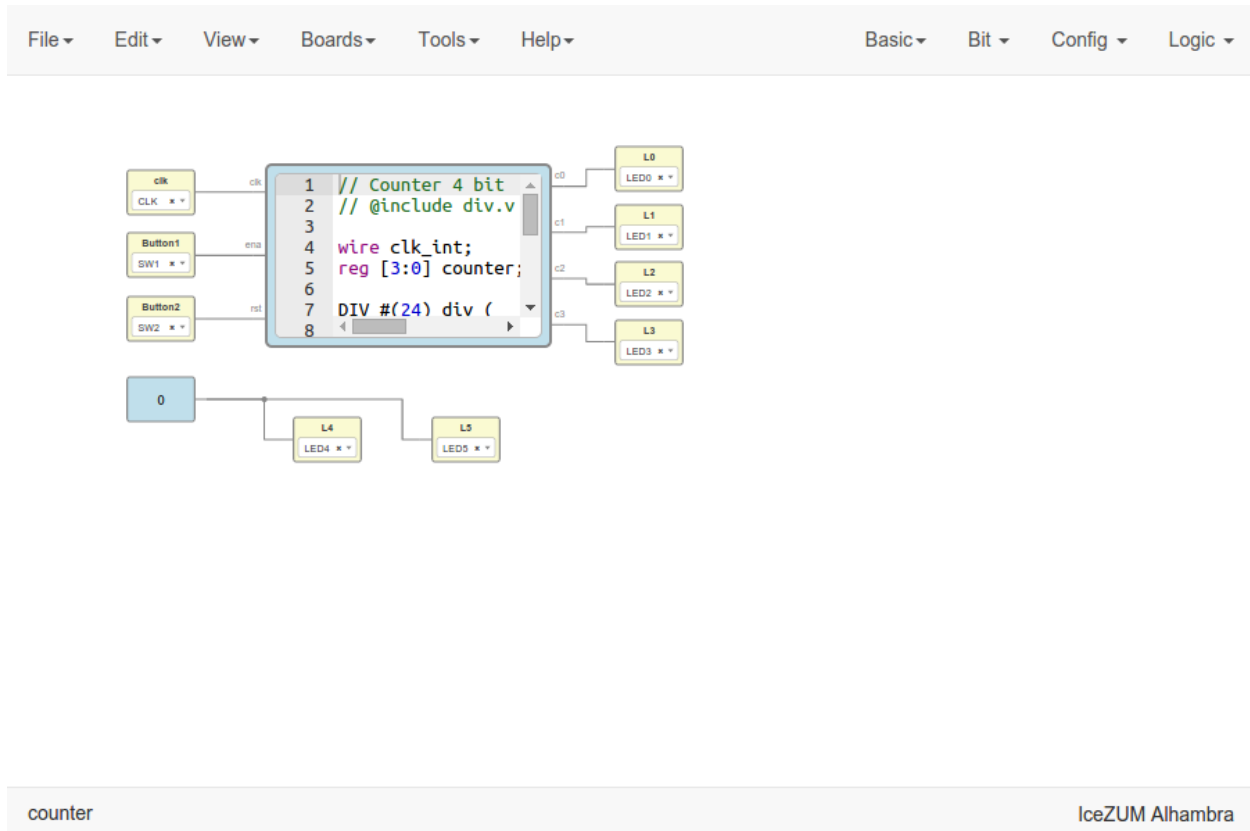 File Edit View Boards Tools Help Basic Bit Config Logic
clk
CLK
Button1
SW1
Button2
SW2
clk
ena
rst
1 // Counter 4 bit
2 // @include div.v
3
4 wire clk_int;
5 reg [3:0] counter;
6
7 DIV #(24) div (
8
c0
c1
c2
c3
L0
LED0
L1
LED1
L2
LED2
L3
LED3
0
L4
LED4
L5
LED5
counter IceZUM Alhambra